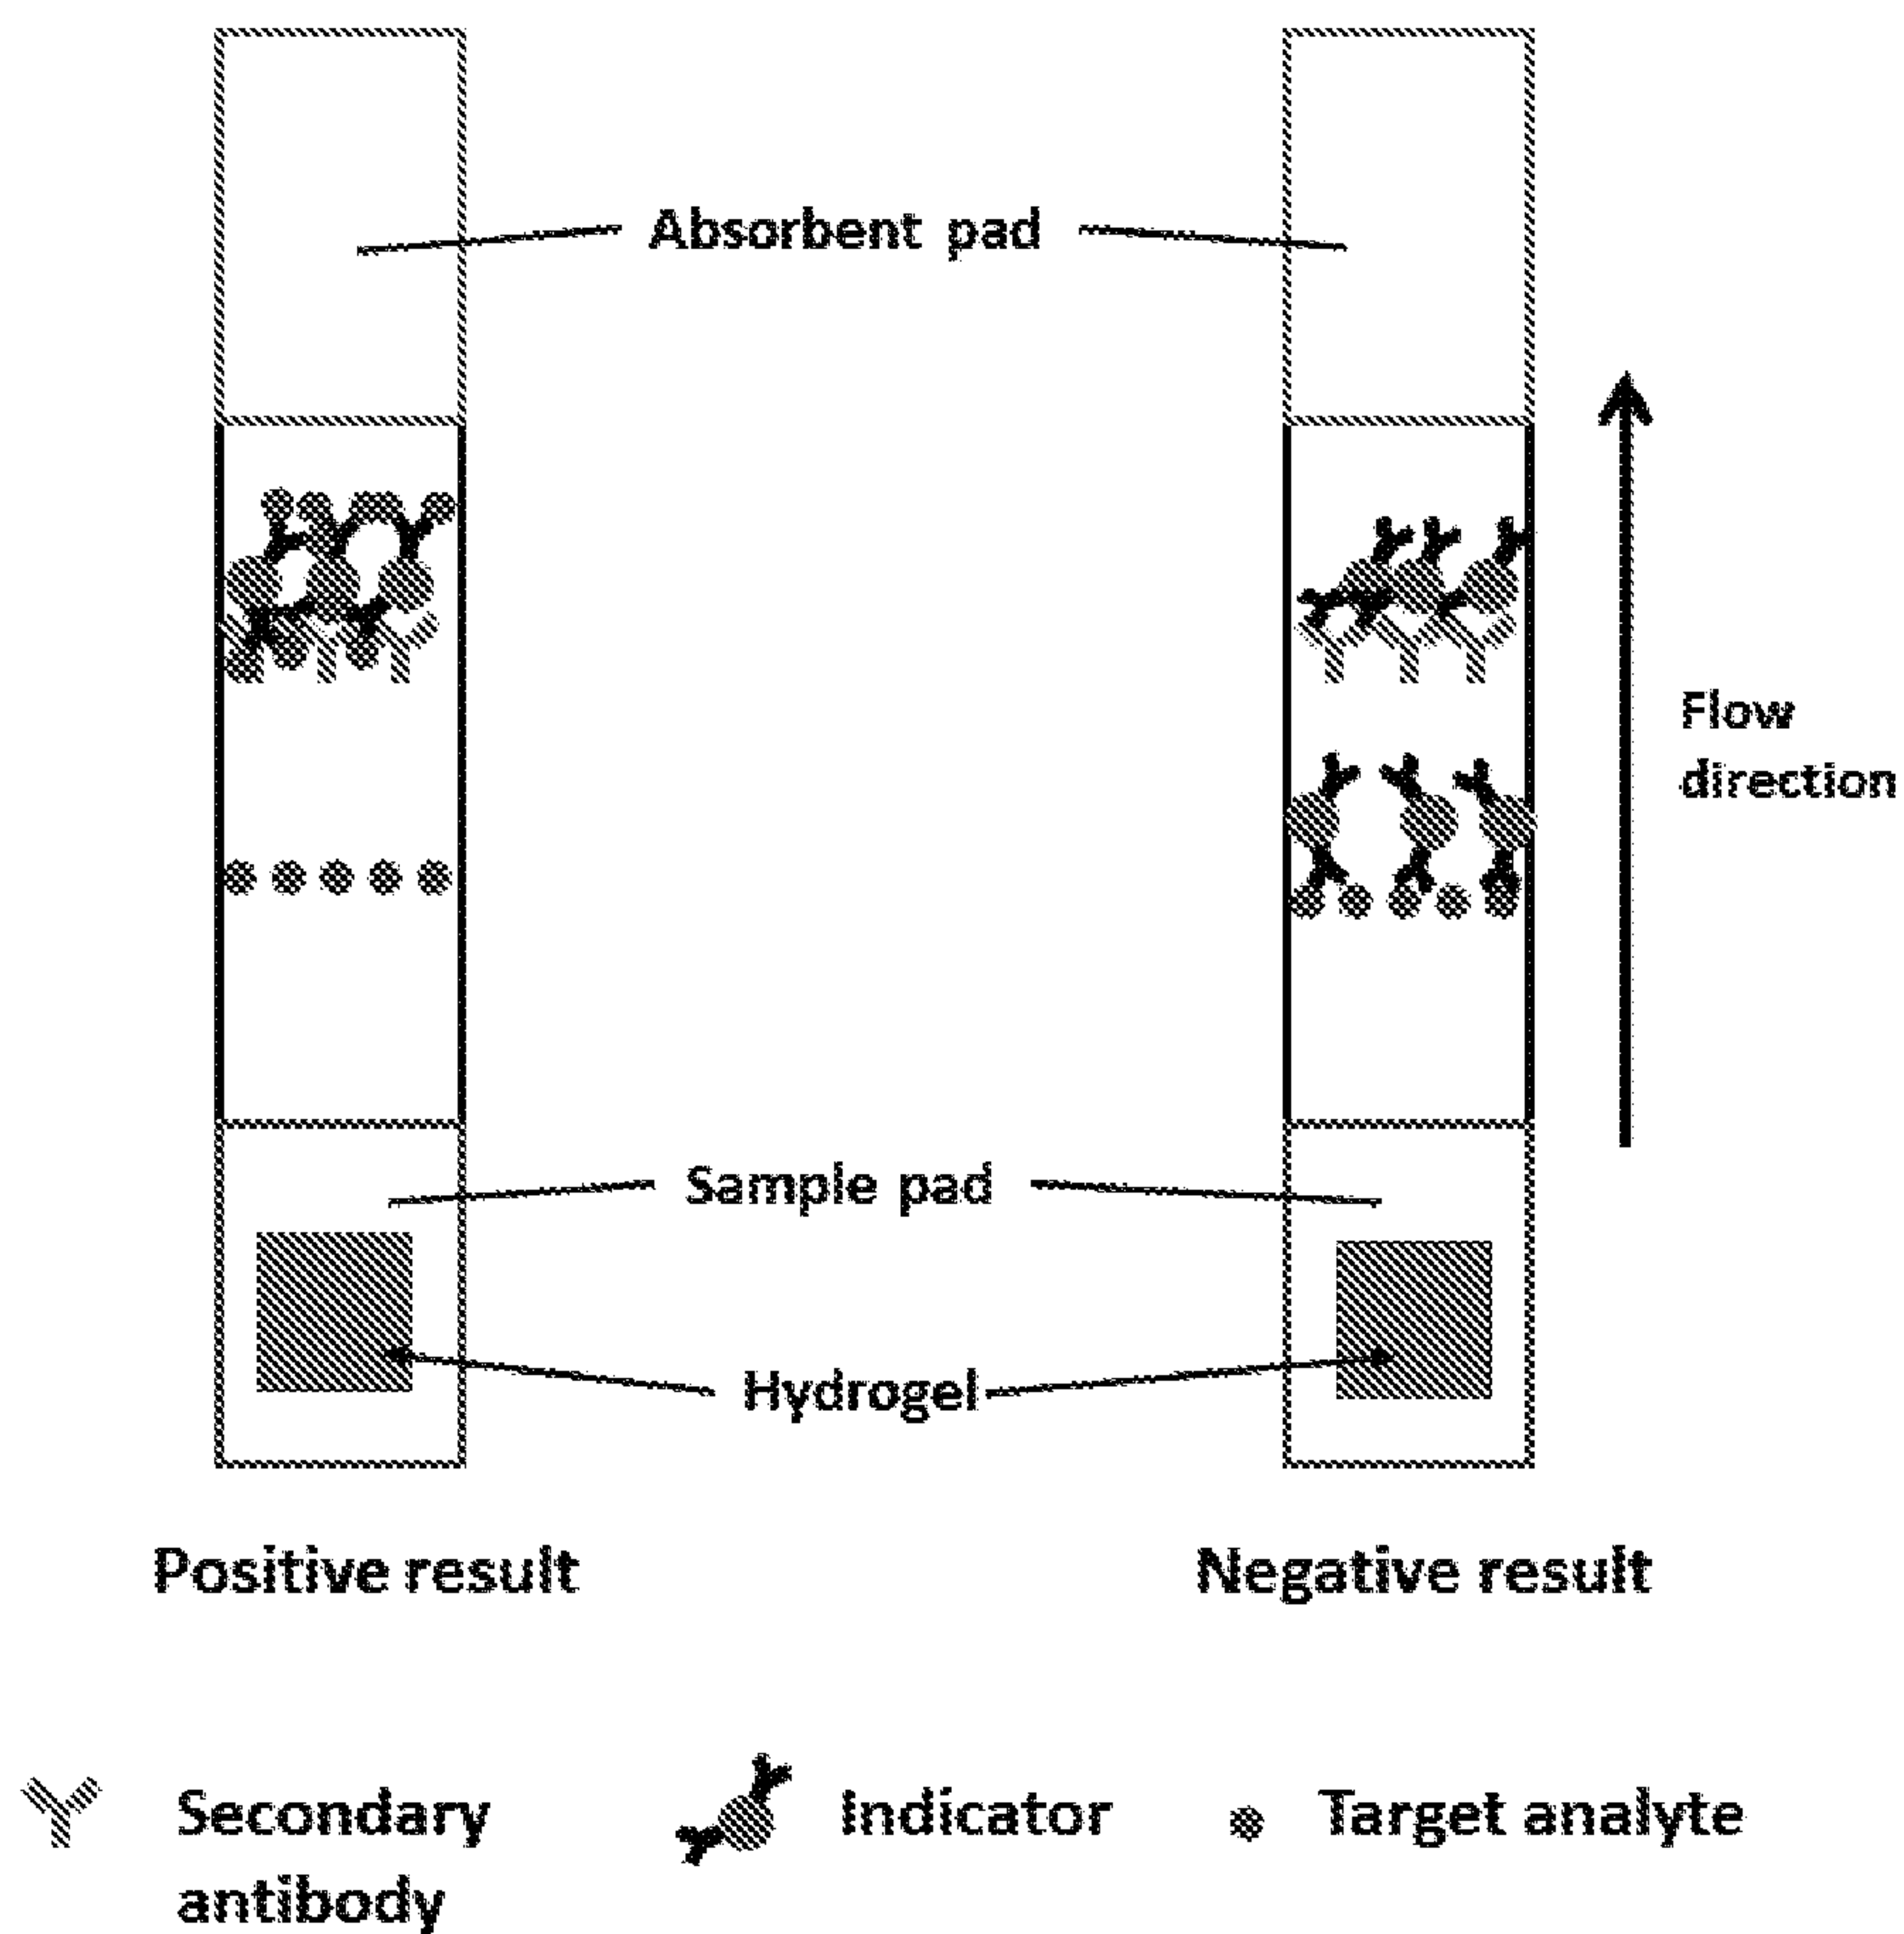 Absorbent pad
Flow
direction
Sample pad
Hydrogel
Positive result
Negative result
Secondary
antibody
Indicator
Target analyte